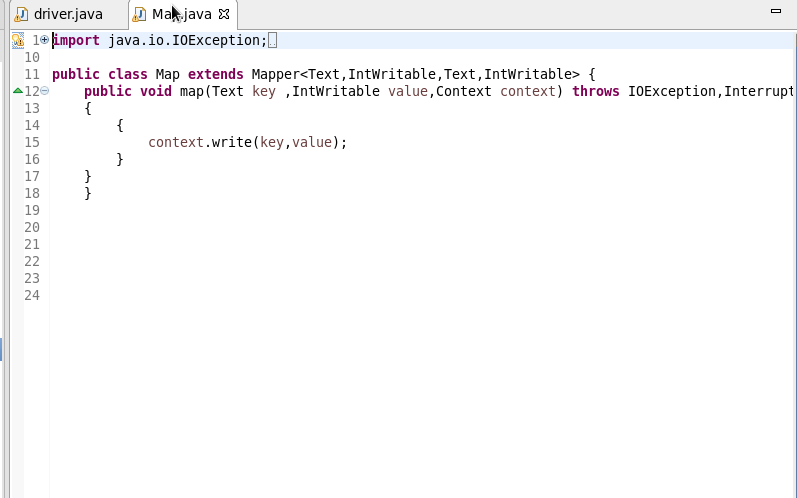 driver.java
Map.java
1 import java.io.IOException;
10
11 public class Map extends Mapper<Text,IntWritable,Text,IntWritable> {
12 public void map(Text key ,IntWritable value,Context context) throws IOException,Interrupt
13 {
14 {
15 context.write(key,value);
16 }
17 }
18 }
19
20
21
22
23
24